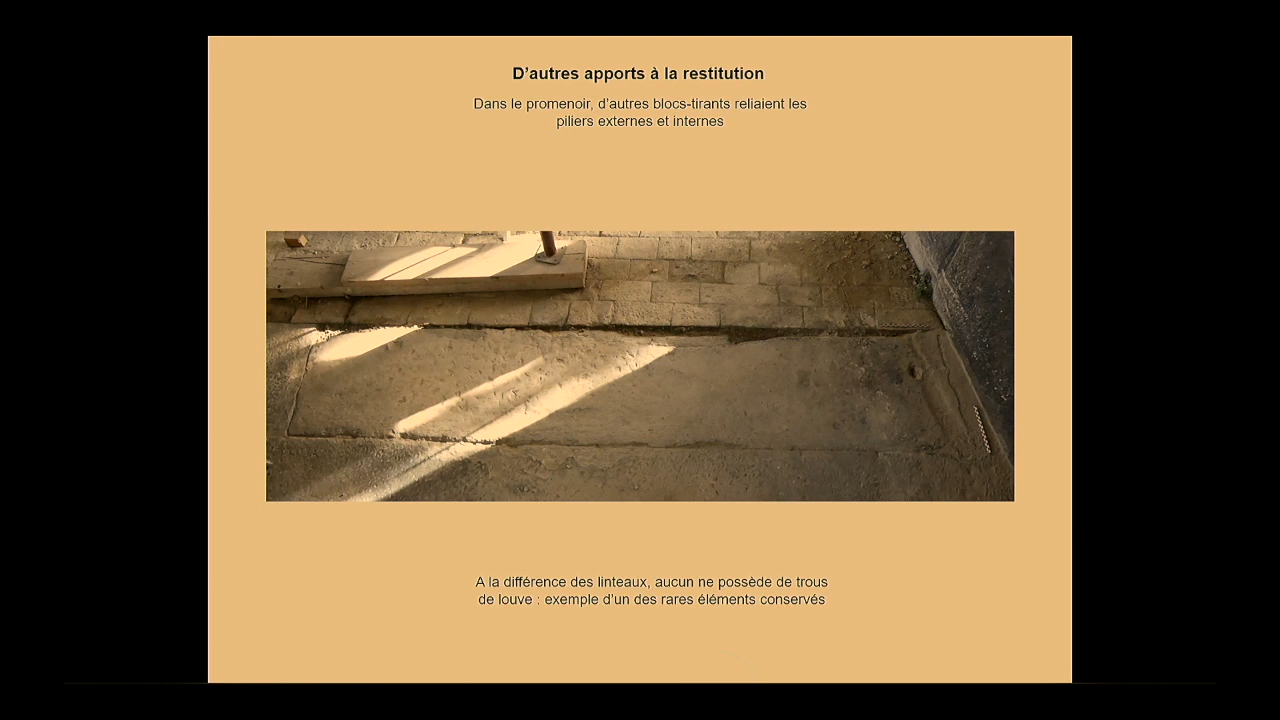 D’autres apports à la restitution
Dans le promenoir, d’autres blocs-tirants reliaient les
piliers externes et internes
A la différence des linteaux, aucun ne possède de trous
de louve : exemple d’un des rares éléments conservés